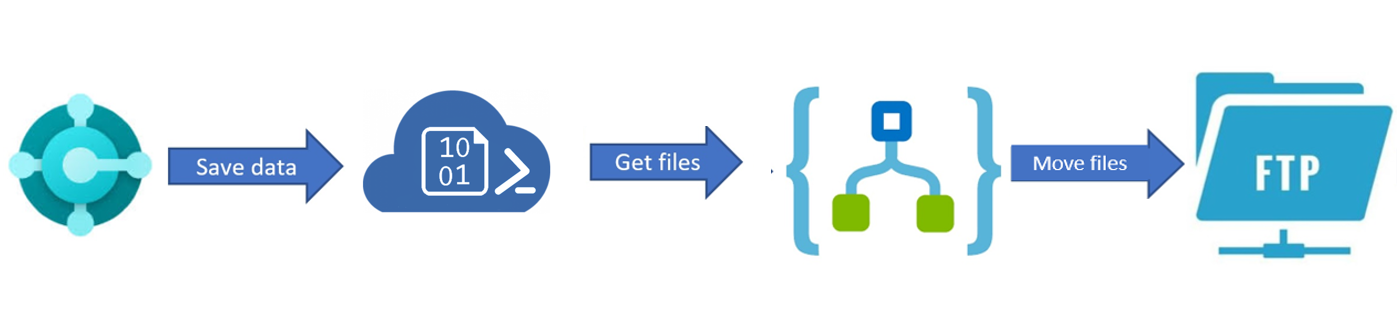 Save data
10
01
Get files
Move files
FTP